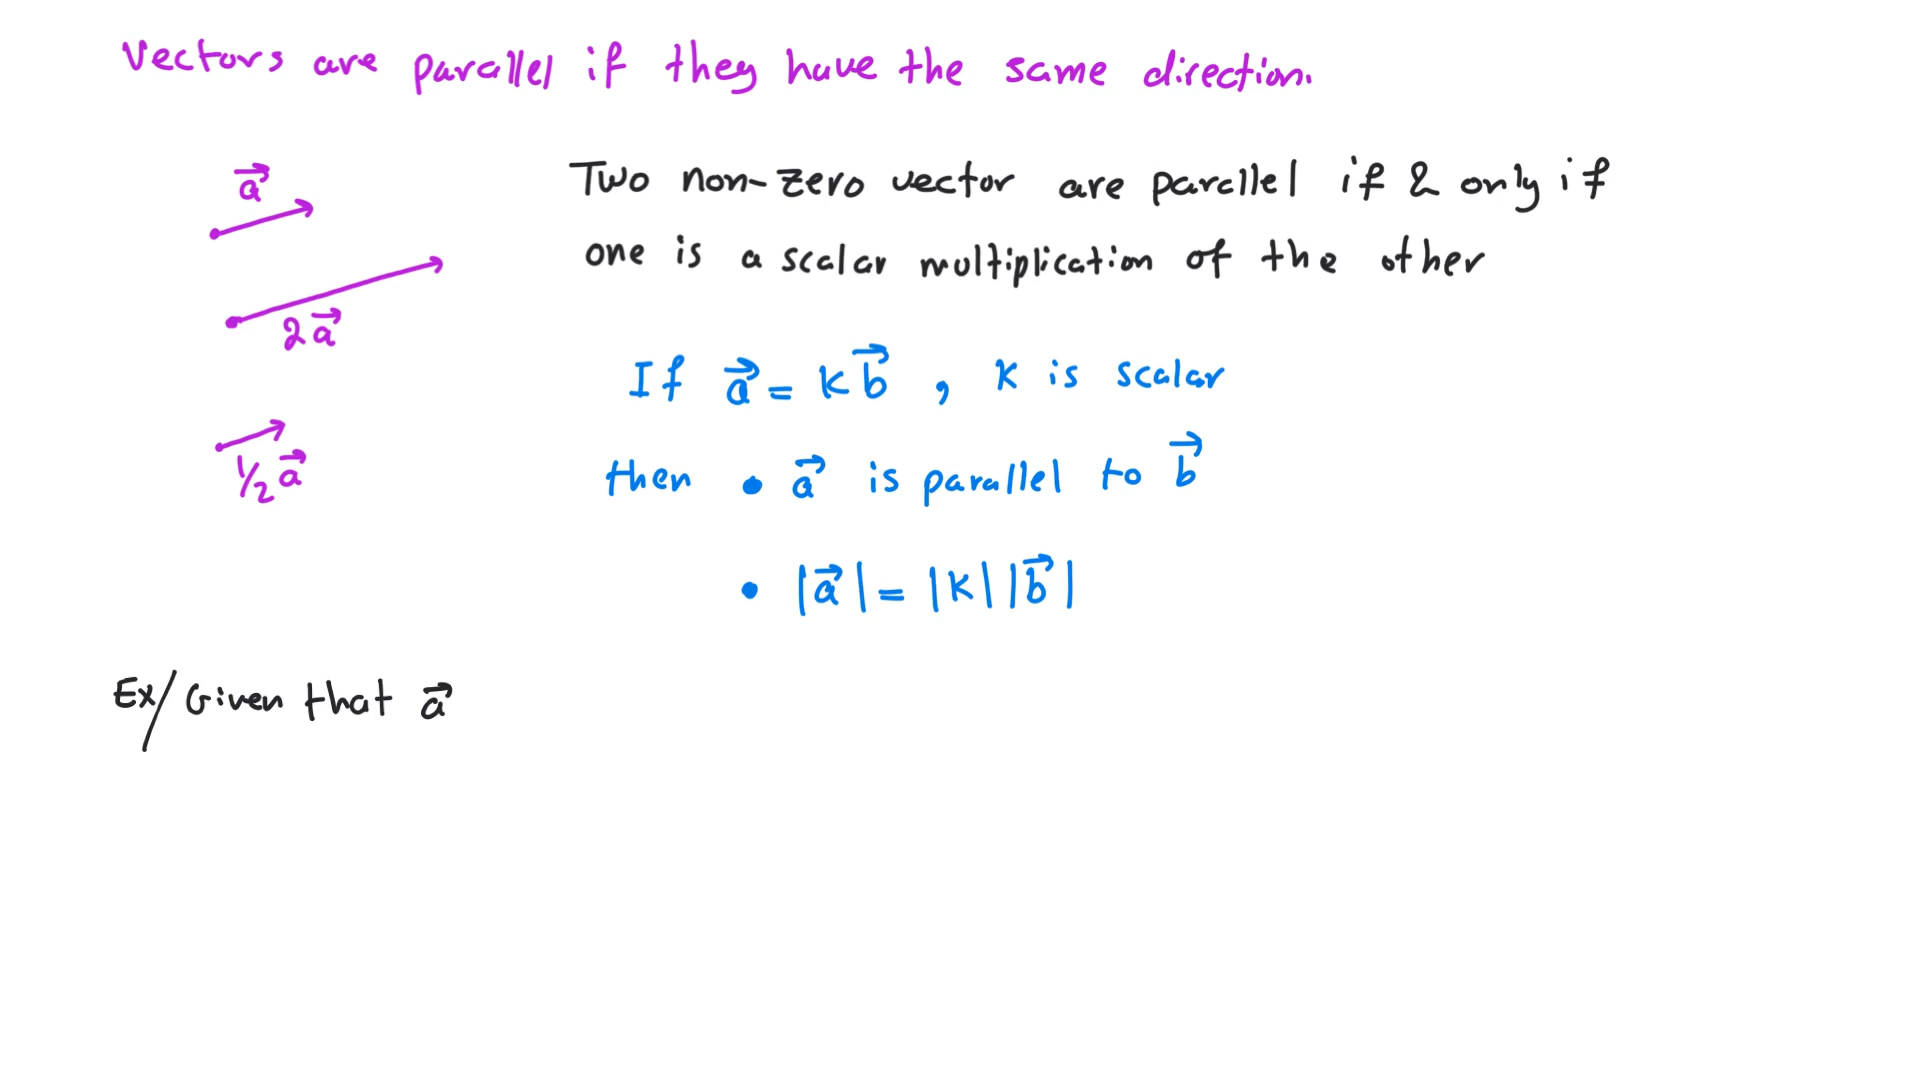 Vectors are parallel if they have the same direction.
a⃗
2a⃗
1/2 a⃗
Two non-zero vector are parallel if & only if
one is a scalar multiplication of the other
If a⃗ = k b⃗ , k is scalar
then • a⃗ is parallel to b⃗
• |a⃗| = |k| |b⃗|
Ex/ Given that a⃗